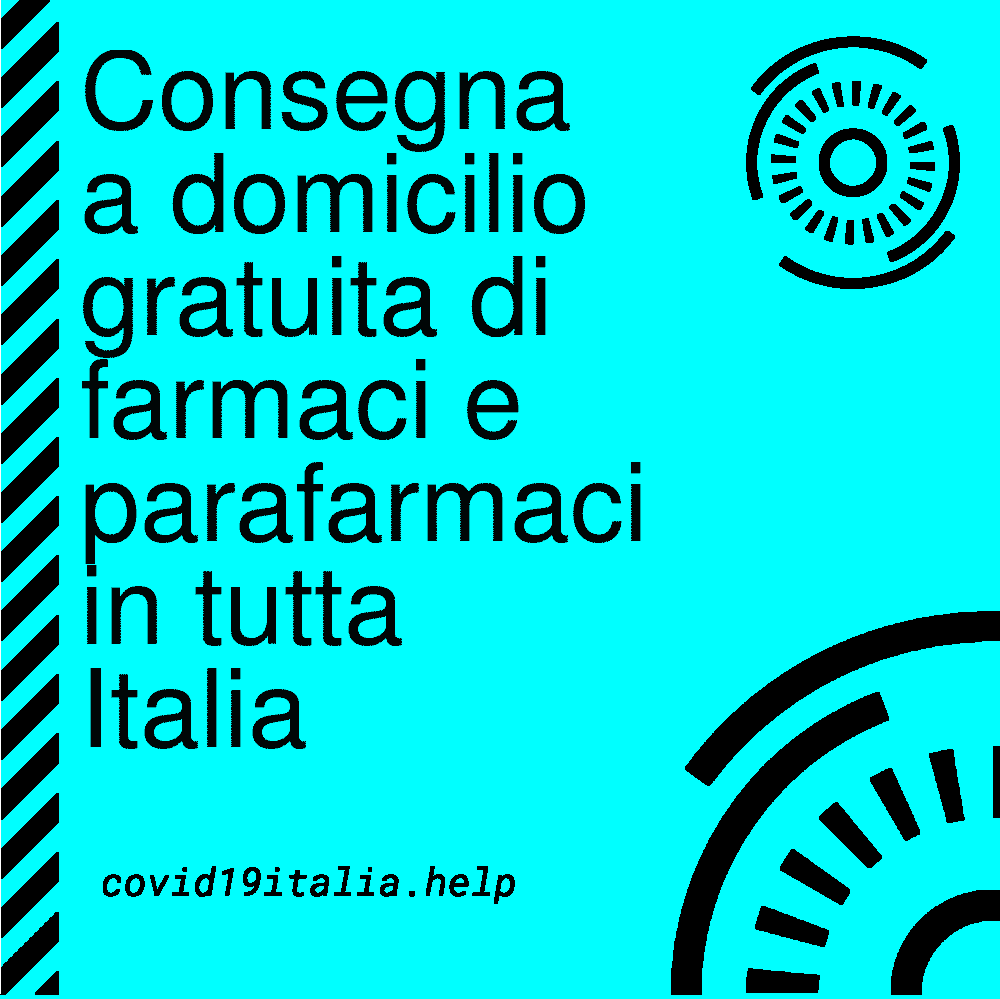 Consegna
a domicilio
gratuita di
farmaci e
parafarmaci
in tutta
Italia
covid19italia.help